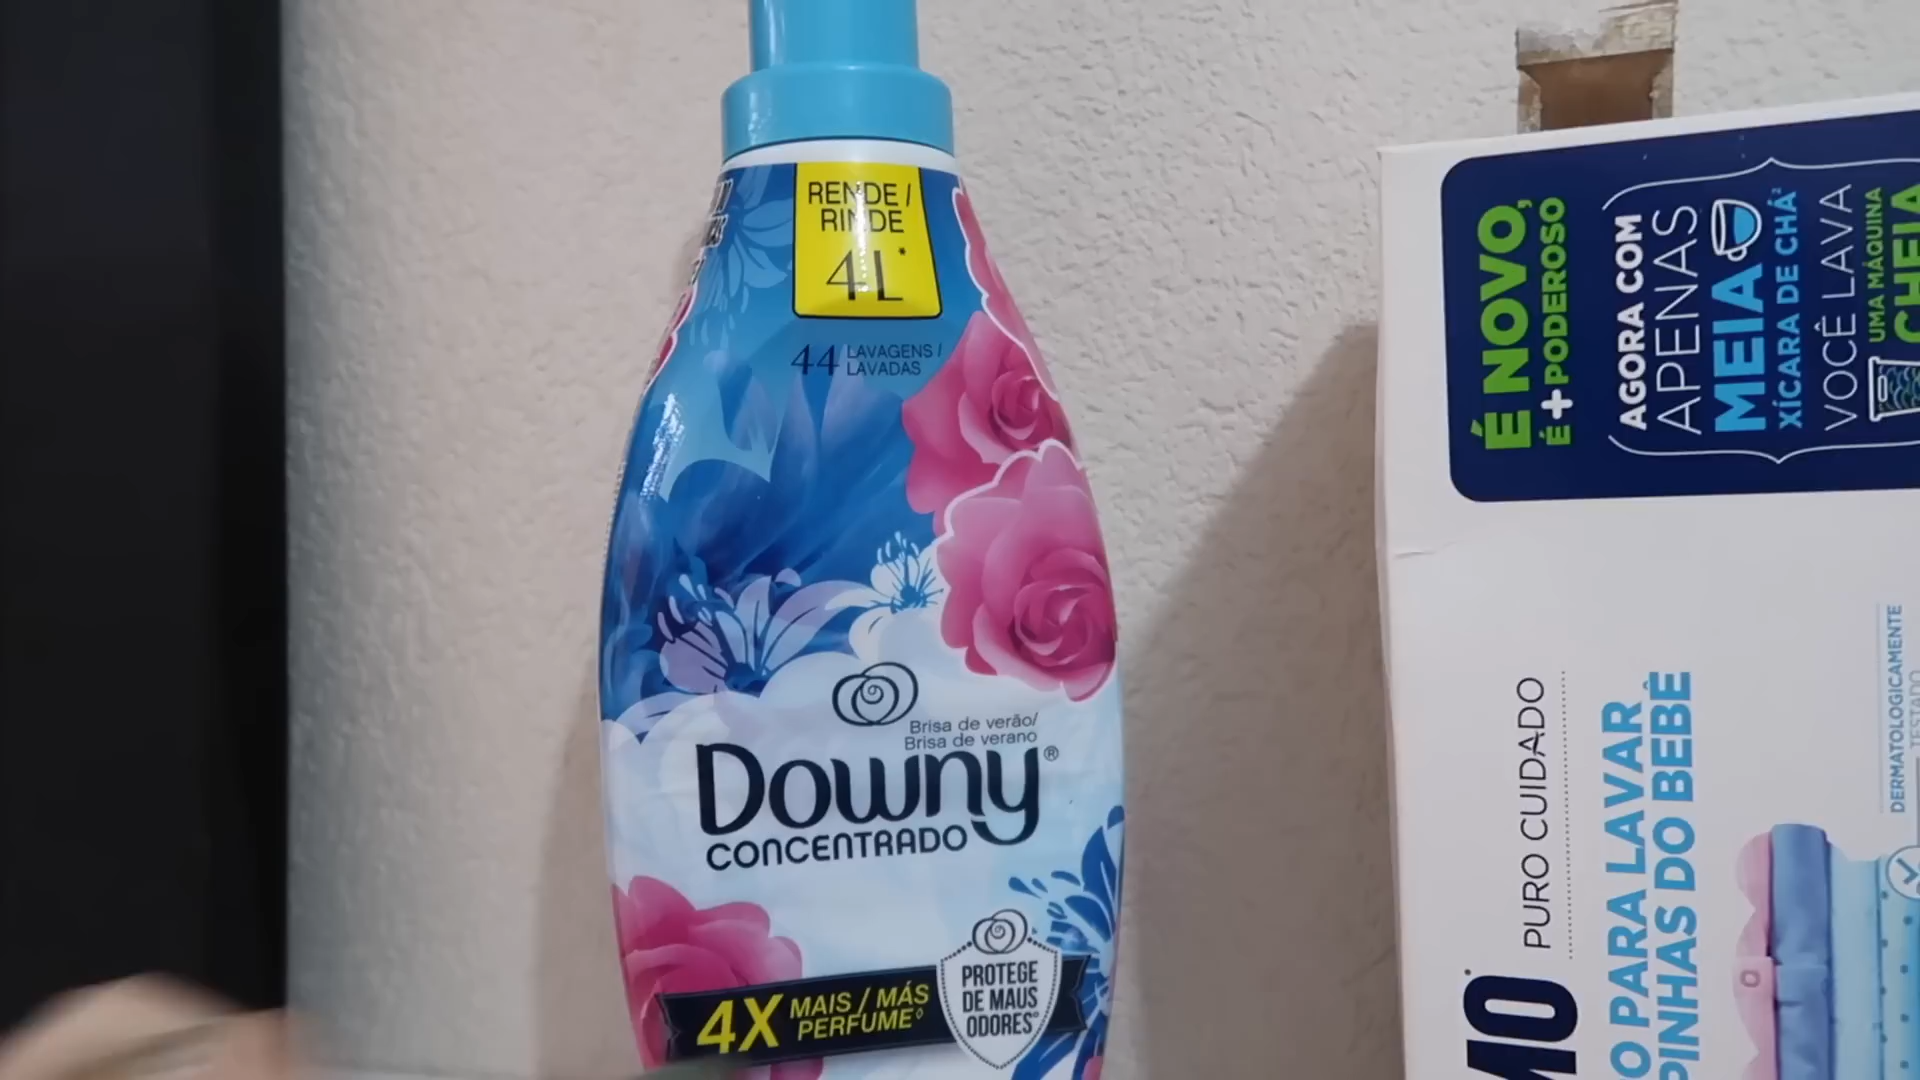 RENDE /
RINDE
4L*
44 LAVAGENS /
LAVADAS
Brisa de verão/
Brisa de verano
Downy®
CONCENTRADO
4X MAIS / MÁS
PERFUME◊
PROTEGE
DE MAUS
ODORES°
É NOVO,
É + PODEROSO
AGORA COM
APENAS
MEIA
XÍCARA DE CHÁ²
VOCÊ LAVA
UMA MÁQUINA
CHEIA
PURO CUIDADO
O PARA LAVAR
PINHAS DO BEBÊ
DERMATOLOGICAMENTE
TESTADO